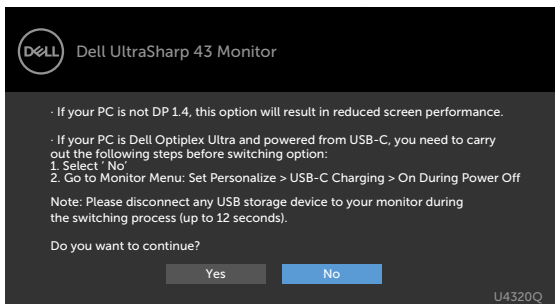 DELL Dell UltraSharp 43 Monitor
· If your PC is not DP 1.4, this option will result in reduced screen performance.
· If your PC is Dell Optiplex Ultra and powered from USB-C, you need to carry
out the following steps before switching option:
1. Select ' No'
2. Go to Monitor Menu: Set Personalize > USB-C Charging > On During Power Off
Note: Please disconnect any USB storage device to your monitor during
the switching process (up to 12 seconds).
Do you want to continue?
Yes No
U4320Q